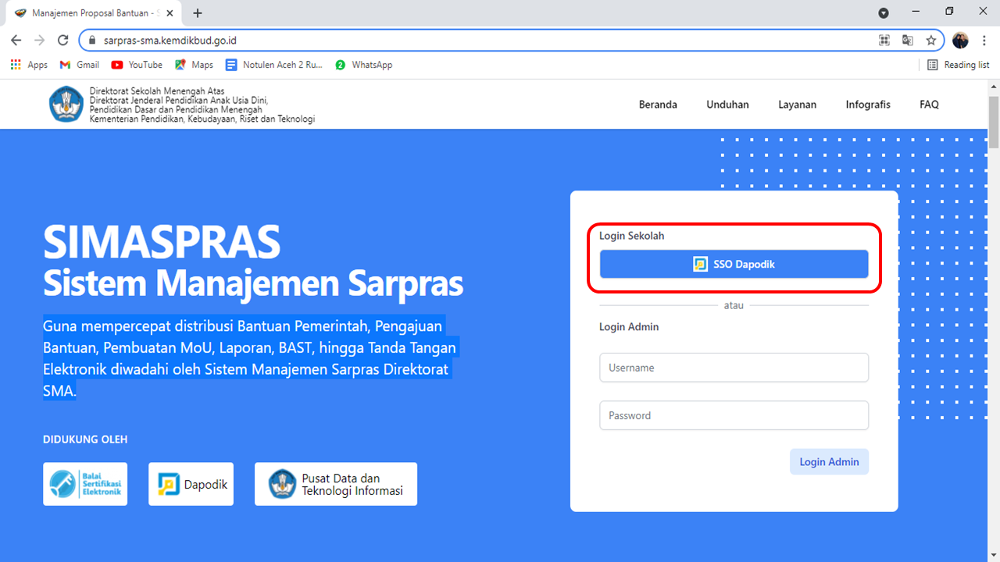 Manajemen Proposal Bantuan - S
sarpras-sma.kemdikbud.go.id
Apps
Gmail
YouTube
Maps
Notulen Aceh 2 Ru...
2
WhatsApp
Reading list
Direktorat Sekolah Menengah Atas
Direktorat Jenderal Pendidikan Anak Usia Dini,
Pendidikan Dasar dan Pendidikan Menengah
Kementerian Pendidikan, Kebudayaan, Riset dan Teknologi
Beranda
Unduhan
Layanan
Infografis
FAQ
SIMASPRAS
Sistem Manajemen Sarpras
Guna mempercepat distribusi Bantuan Pemerintah, Pengajuan
Bantuan, Pembuatan MoU, Laporan, BAST, hingga Tanda Tangan
Elektronik diwadahi oleh Sistem Manajemen Sarpras Direktorat
SMA.
DIDUKUNG OLEH
Balai
Sertifikasi
Elektronik
Dapodik
Pusat Data dan
Teknologi Informasi
Login Sekolah
SSO Dapodik
atau
Login Admin
Username
Password
Login Admin